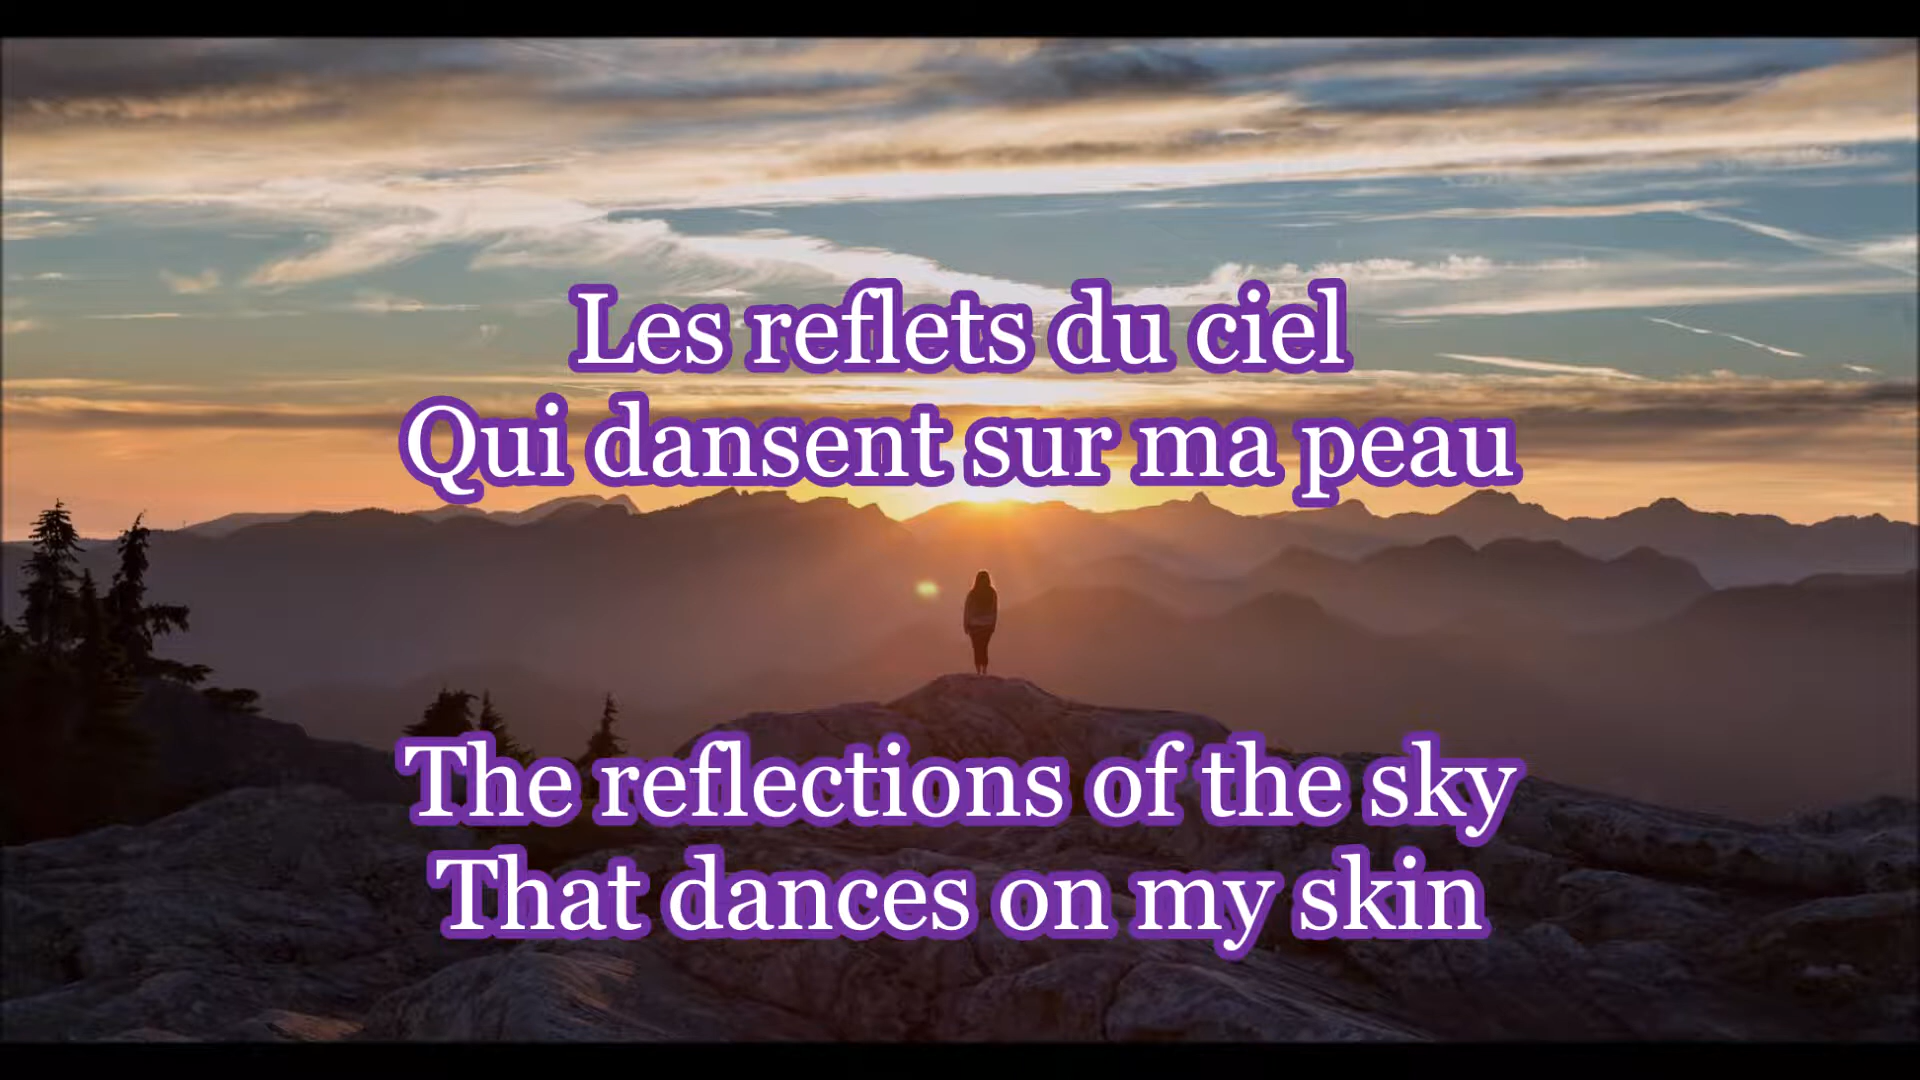 Les reflets du ciel
Qui dansent sur ma peau
The reflections of the sky
That dances on my skin